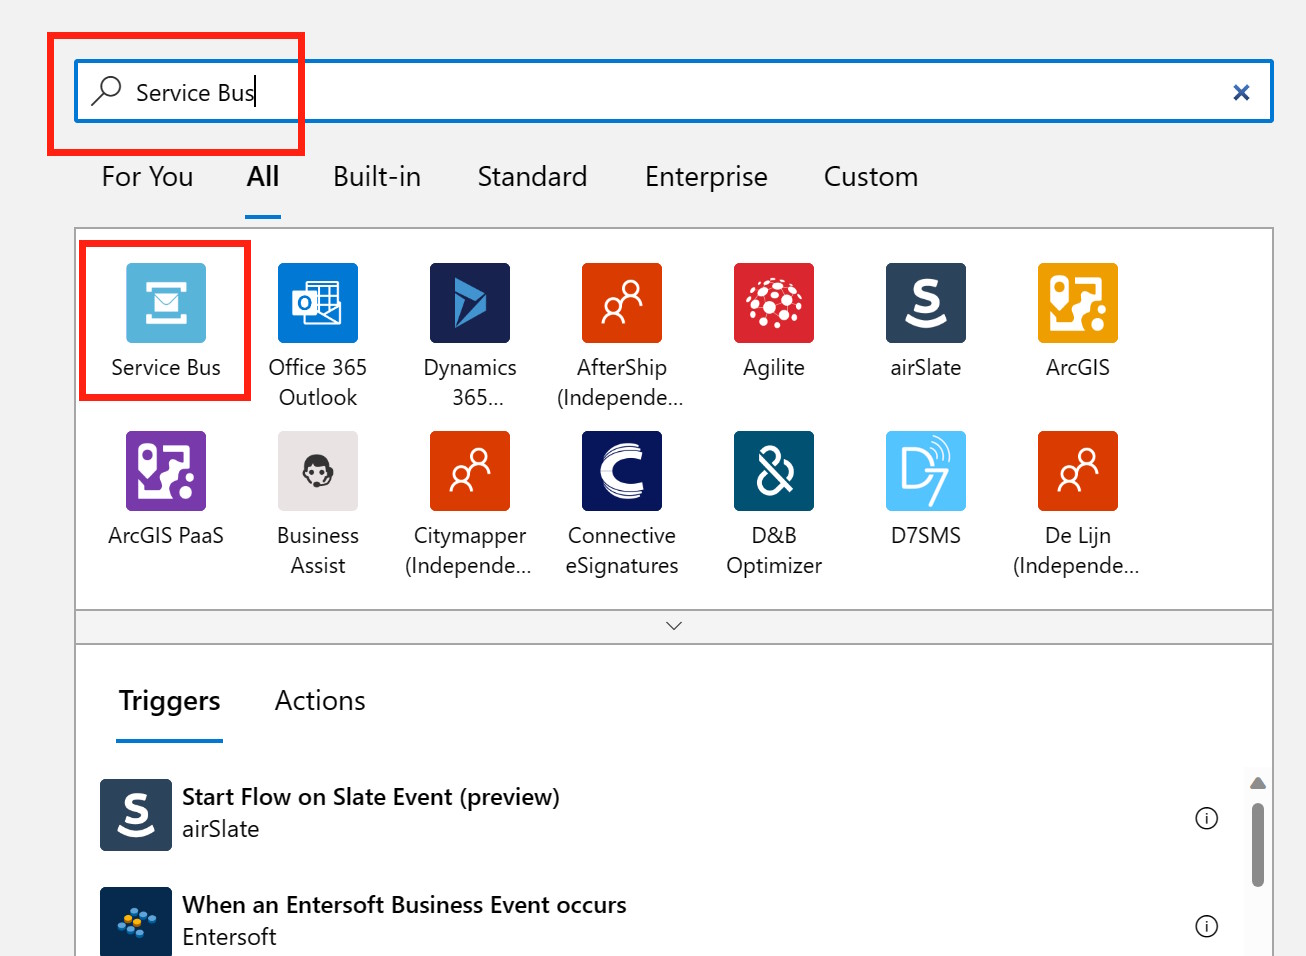 Service Bus
For You All Built-in Standard Enterprise Custom
Service Bus
Office 365
Outlook
Dynamics
365...
AfterShip
(Independe...
Agilite
airSlate
ArcGIS
ArcGIS PaaS
Business
Assist
Citymapper
(Independe...
Connective
eSignatures
D&B
Optimizer
D7SMS
De Lijn
(Independe...
Triggers Actions
Start Flow on Slate Event (preview)
airSlate
When an Entersoft Business Event occurs
Entersoft